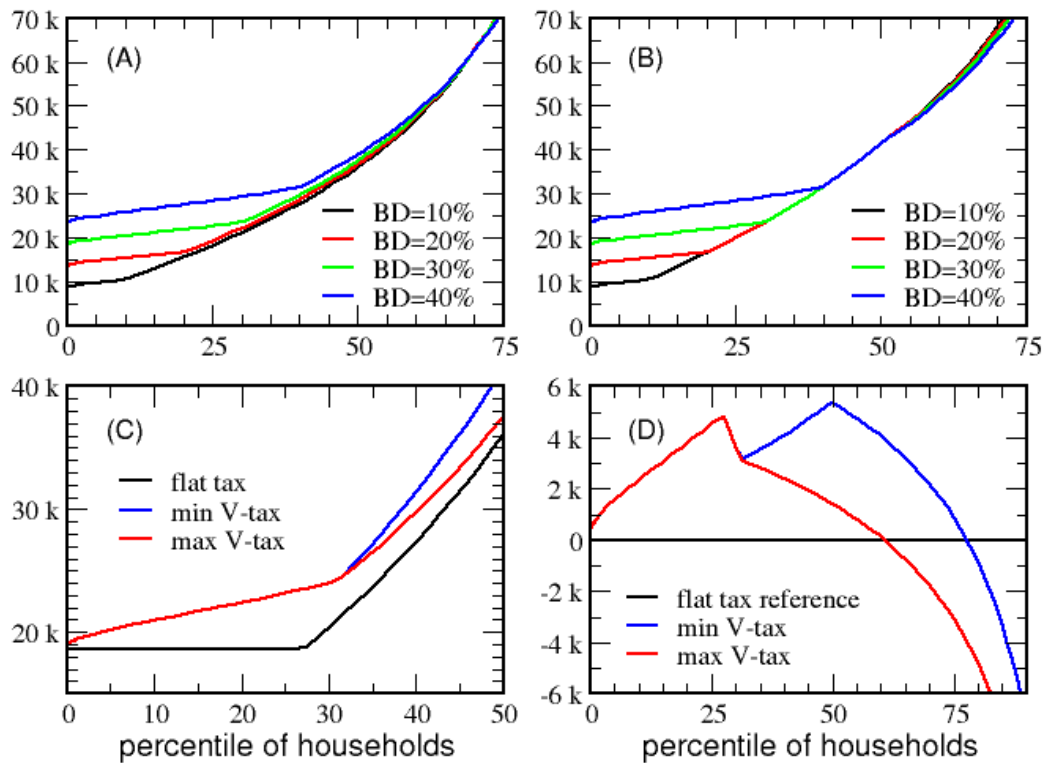 70 k
60 k
50 k
40 k
30 k
20 k
10 k
0
(A)
BD=10%
BD=20%
BD=30%
BD=40%
0 25 50 75
70 k
60 k
50 k
40 k
30 k
20 k
10 k
0
(B)
BD=10%
BD=20%
BD=30%
BD=40%
0 25 50 75
40 k
30 k
20 k
(C)
flat tax
min V-tax
max V-tax
0 10 20 30 40 50
percentile of households
6 k
4 k
2 k
0
-2 k
-4 k
-6 k
(D)
flat tax reference
min V-tax
max V-tax
0 25 50 75
percentile of households